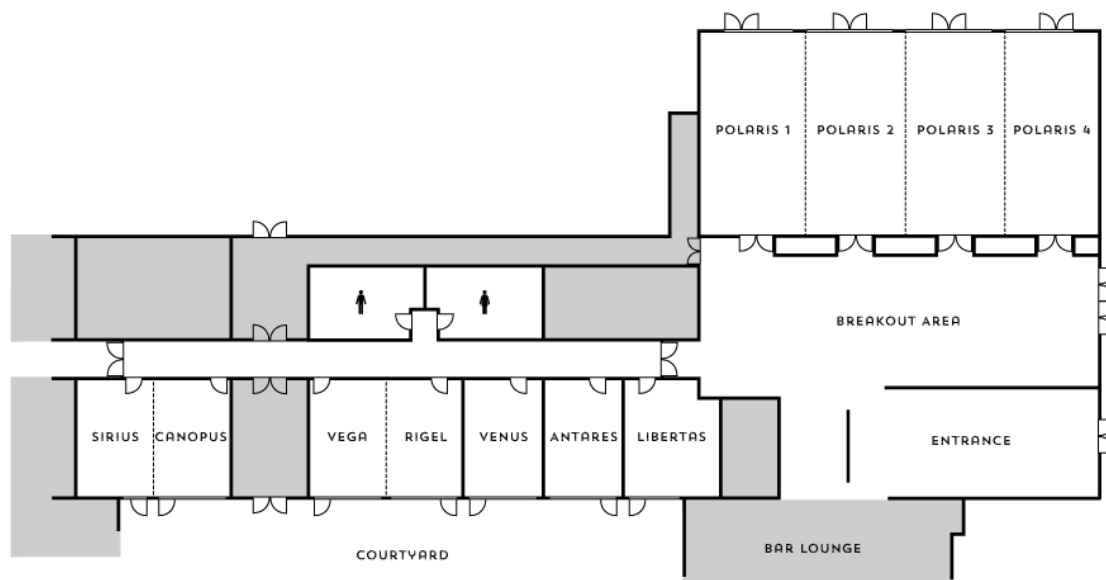 POLARIS 1
POLARIS 2
POLARIS 3
POLARIS 4
BREAKOUT AREA
SIRIUS
CANOPUS
VEGA
RIGEL
VENUS
ANTARES
LIBERTAS
ENTRANCE
COURTYARD
BAR LOUNGE